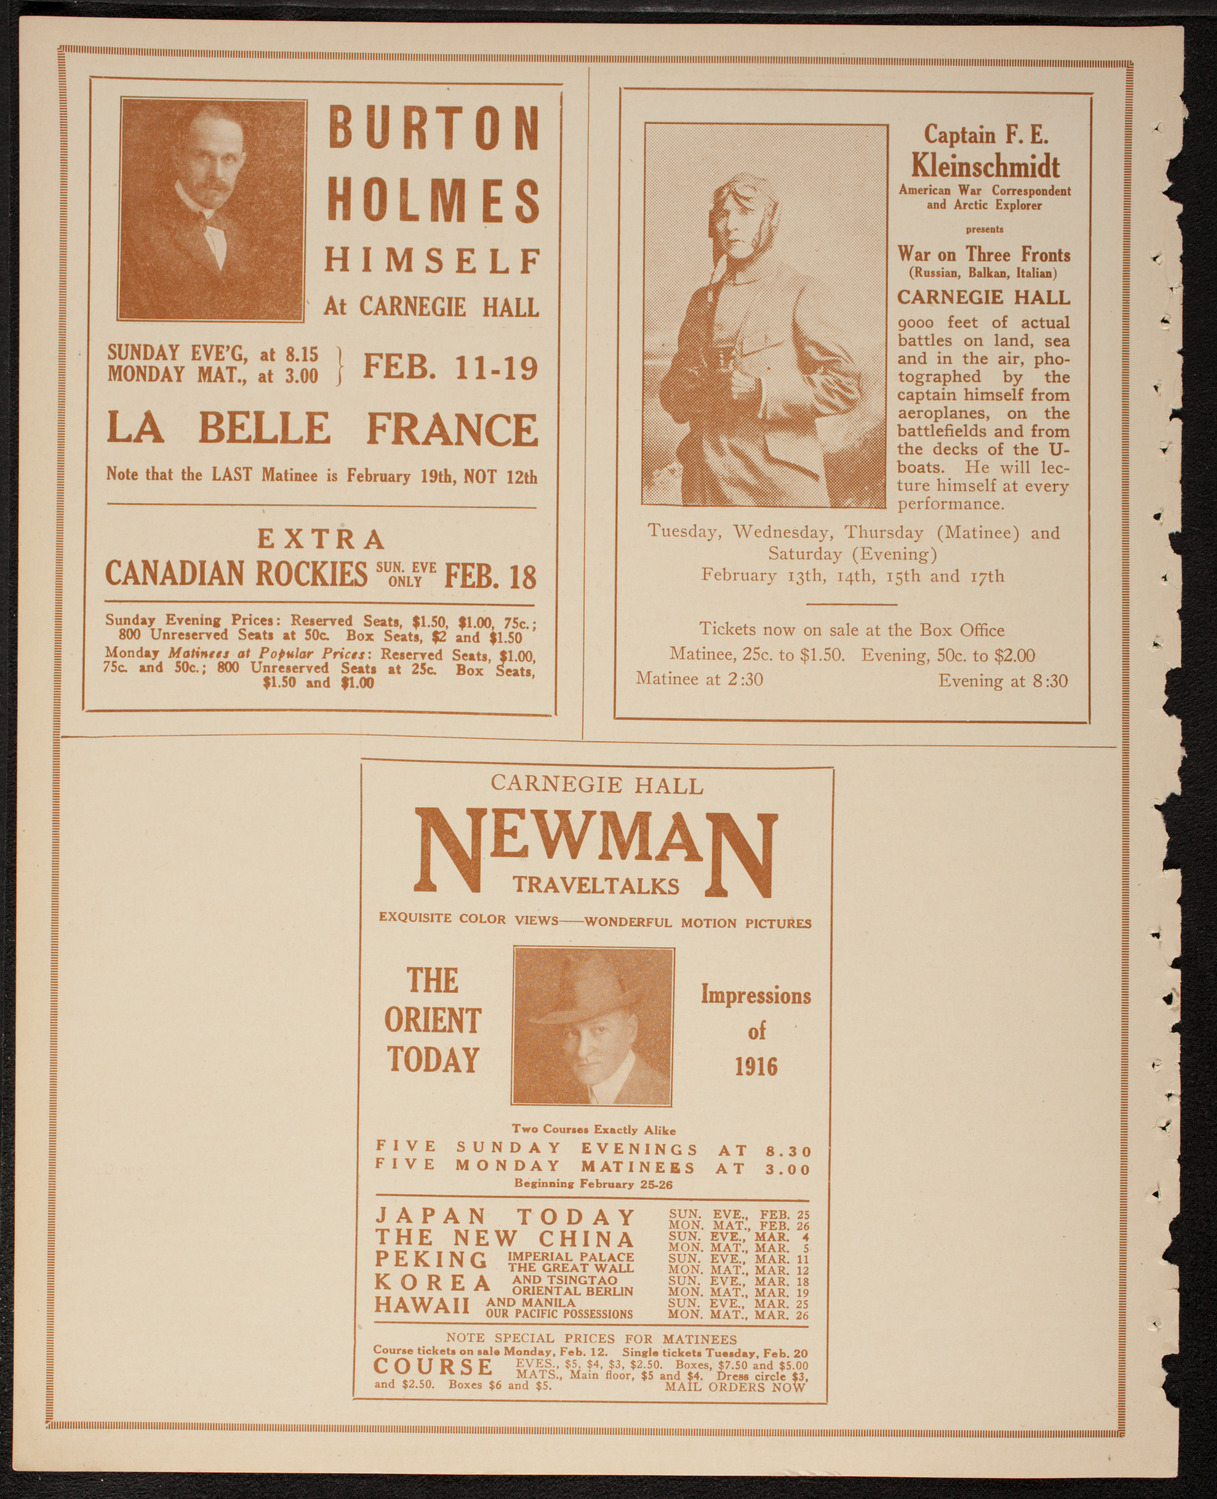 BURTON
HOLMES
HIMSELF
At CARNEGIE HALL
SUNDAY EVE'G, at 8.15
MONDAY MAT., at 3.00
} FEB. 11-19
LA BELLE FRANCE
Note that the LAST Matinee is February 19th, NOT 12th
EXTRA
CANADIAN ROCKIES SUN. EVE ONLY FEB. 18
Sunday Evening Prices: Reserved Seats, $1.50, $1.00, 75c.;
800 Unreserved Seats at 50c. Box Seats, $2 and $1.50
Monday Matinees at Popular Prices: Reserved Seats, $1.00,
75c. and 50c.; 800 Unreserved Seats at 25c. Box Seats,
$1.50 and $1.00
Captain F. E.
Kleinschmidt
American War Correspondent
and Arctic Explorer
presents
War on Three Fronts
(Russian, Balkan, Italian)
CARNEGIE HALL
9000 feet of actual
battles on land, sea
and in the air, pho-
tographed by the
captain himself from
aeroplanes, on the
battlefields and from
the decks of the U-
boats. He will lec-
ture himself at every
performance.
Tuesday, Wednesday, Thursday (Matinee) and
Saturday (Evening)
February 13th, 14th, 15th and 17th
Tickets now on sale at the Box Office
Matinee, 25c. to $1.50. Evening, 50c. to $2.00
Matinee at 2:30 Evening at 8:30
CARNEGIE HALL
NEWMAN
TRAVELTALKS
EXQUISITE COLOR VIEWS—WONDERFUL MOTION PICTURES
THE
ORIENT
TODAY
Impressions
of
1916
Two Courses Exactly Alike
FIVE SUNDAY EVENINGS AT 8.30
FIVE MONDAY MATINEES AT 3.00
Beginning February 25-26
JAPAN TODAY SUN. EVE., FEB. 25
MON. MAT., FEB. 26
THE NEW CHINA SUN. EVE., MAR. 4
MON. MAT., MAR. 5
PEKING IMPERIAL PALACE SUN. EVE., MAR. 11
THE GREAT WALL MON. MAT., MAR. 12
KOREA AND TSINGTAO SUN. EVE., MAR. 18
ORIENTAL BERLIN MON. MAT., MAR. 19
HAWAII AND MANILA SUN. EVE., MAR. 25
OUR PACIFIC POSSESSIONS MON. MAT., MAR. 26
NOTE SPECIAL PRICES FOR MATINEES
Course tickets on sale Monday, Feb. 12. Single tickets Tuesday, Feb. 20
COURSE EVES., $5, $4, $3, $2.50. Boxes, $7.50 and $5.00
MATS., Main floor, $5 and $4. Dress circle $3,
and $2.50. Boxes $6 and $5. MAIL ORDERS NOW